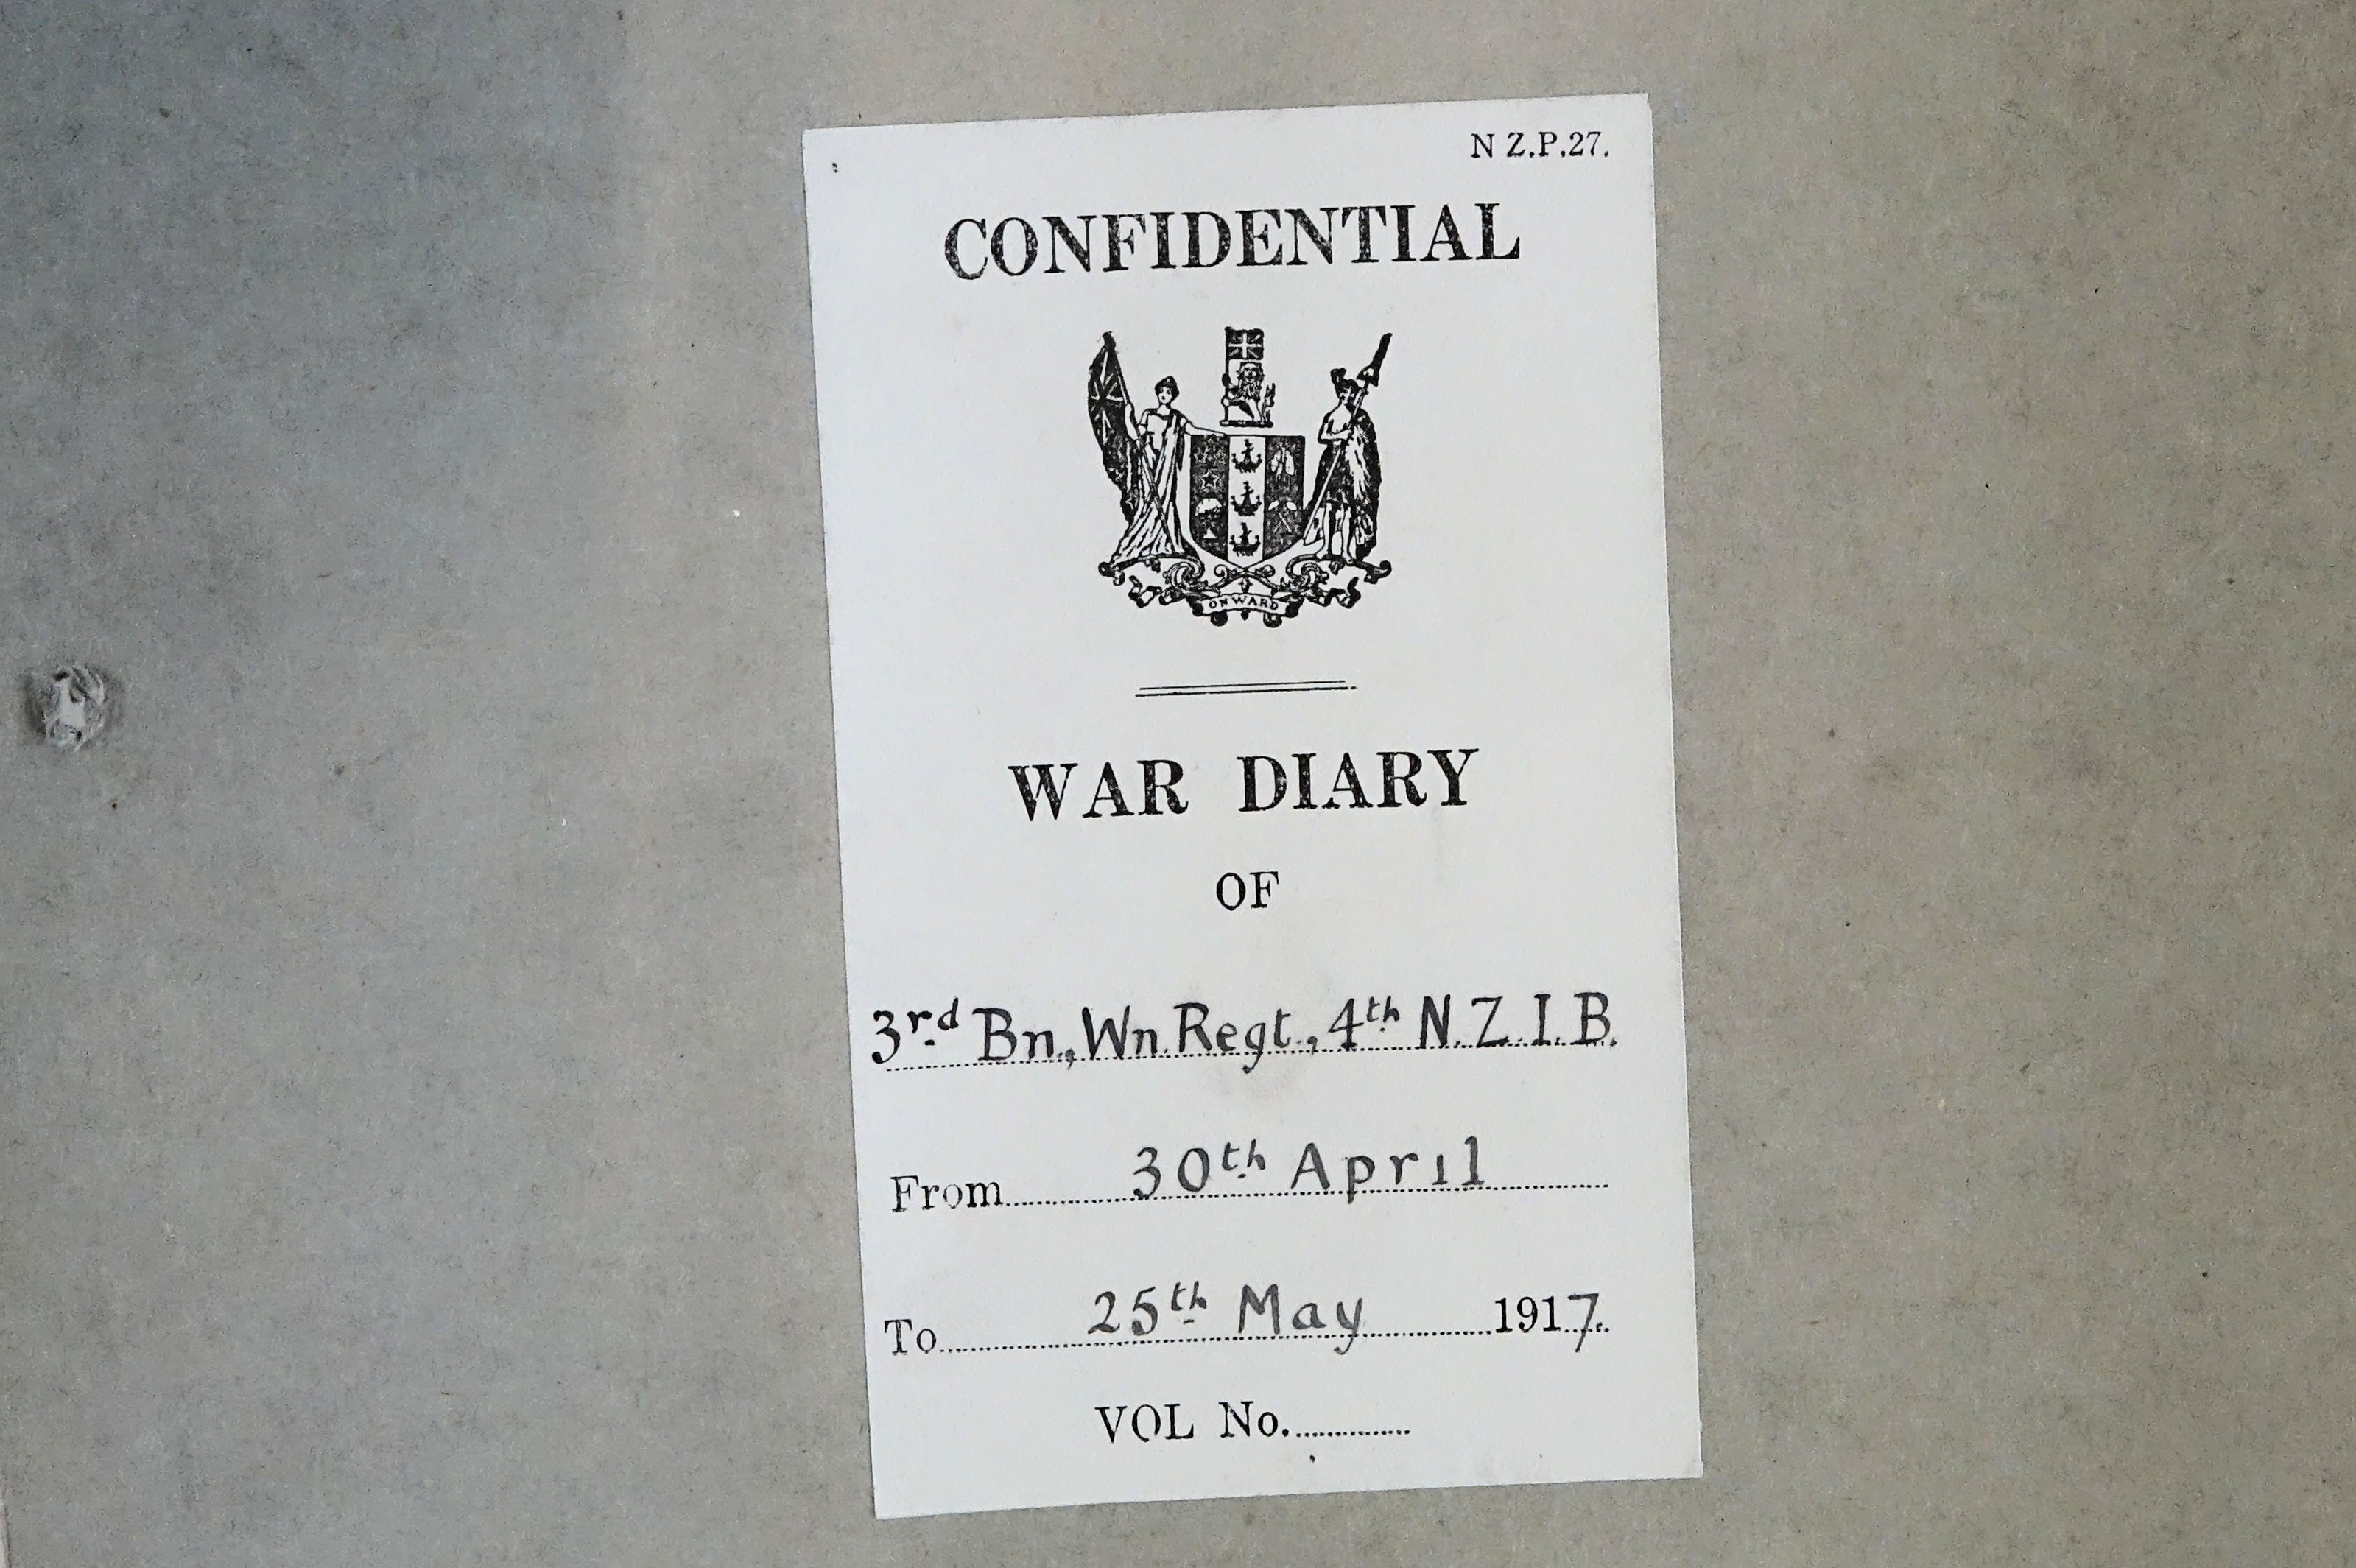 N Z.P.27.
CONFIDENTIAL
ONWARD
WAR DIARY
OF
3rd Bn., Wn. Regt., 4th N.Z.I.B.
From 30th April
To 25th May 1917.
VOL No.